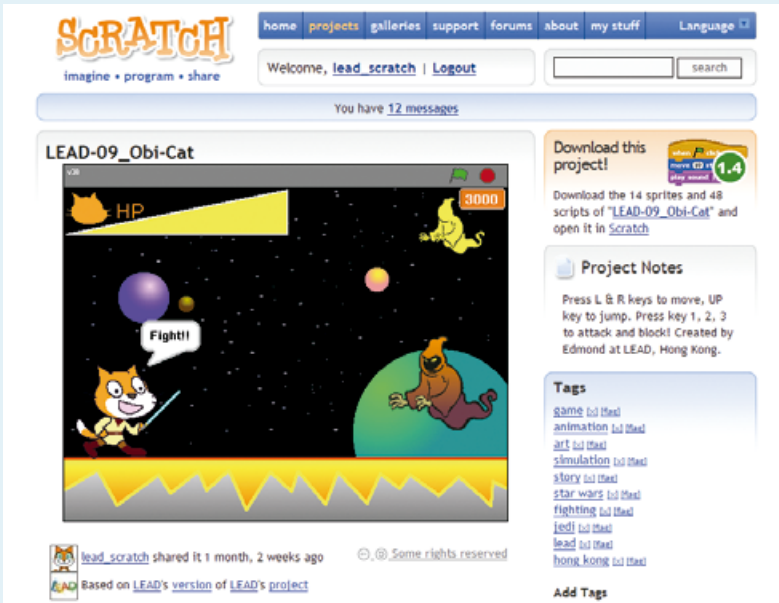 SCRATCH
imagine • program • share
home projects galleries support forums about my stuff Language
Welcome, lead_scratch | Logout
search
You have 12 messages
LEAD-09_Obi-Cat
HP
3000
Fight!!
lead_scratch shared it 1 month, 2 weeks ago
Some rights reserved
Based on LEAD's version of LEAD's project
Download this
project!
1.4
Download the 14 sprites and 48
scripts of "LEAD-09_Obi-Cat" and
open it in Scratch
Project Notes
Press L & R keys to move, UP
key to jump. Press key 1, 2, 3
to attack and block! Created by
Edmond at LEAD, Hong Kong.
Tags
game
animation
art
simulation
story
star wars
fighting
jedi
lead
hong kong
Add Tags